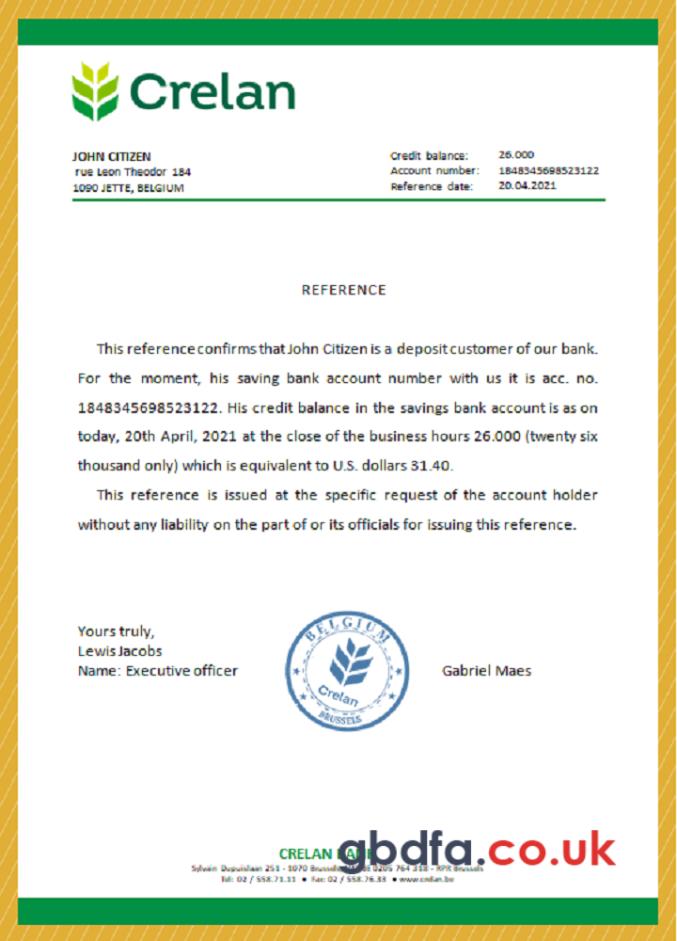 Crelan
JOHN CITIZEN
rue Leon Theodor 184
1090 JETTE, BELGIUM
Credit balance: 26.000
Account number: 1848345698523122
Reference date: 20.04.2021
REFERENCE
This reference confirms that John Citizen is a deposit customer of our bank.
For the moment, his saving bank account number with us it is acc. no.
1848345698523122. His credit balance in the savings bank account is as on
today, 20th April, 2021 at the close of the business hours 26.000 (twenty six
thousand only) which is equivalent to U.S. dollars 31.40.
This reference is issued at the specific request of the account holder
without any liability on the part of or its officials for issuing this reference.
Yours truly,
Lewis Jacobs
Name: Executive officer
BELGIUM
Crelan
BRUSSELS
Gabriel Maes
CRELAN
gbdfa.co.uk
Sylvain Dupuislaan 251 - 1070 0205 764 318 - RPR Brussels
Tel: 02 / 558.71.11 • Fax: 02 / 558.76.33 • www.crelan.be